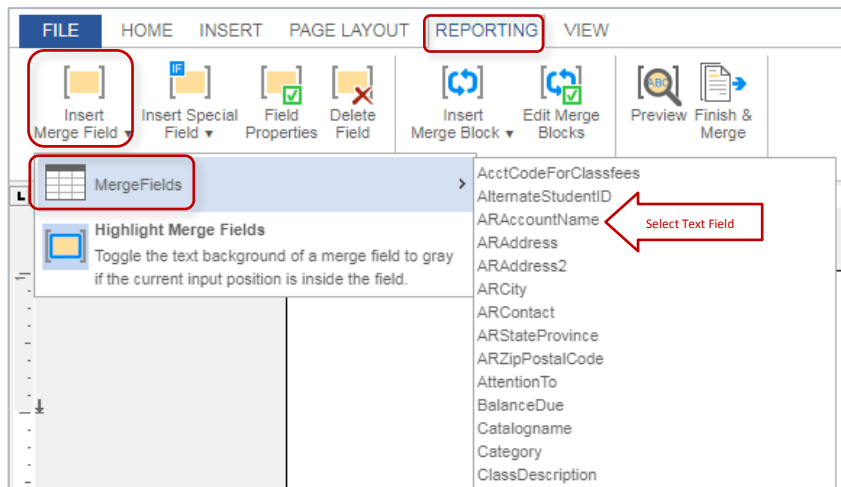 FILE HOME INSERT PAGE LAYOUT REPORTING VIEW
Insert
Merge Field
IF
Insert Special
Field
Field
Properties
Delete
Field
Insert
Merge Block
Edit Merge
Blocks
ABC
Preview
Finish &
Merge
MergeFields
Highlight Merge Fields
Toggle the text background of a merge field to gray
if the current input position is inside the field.
L
AcctCodeForClassfees
AlternateStudentID
ARAccountName
Select Text Field
ARAddress
ARAddress2
ARCity
ARContact
ARStateProvince
ARZipPostalCode
AttentionTo
BalanceDue
Catalogname
Category
ClassDescription